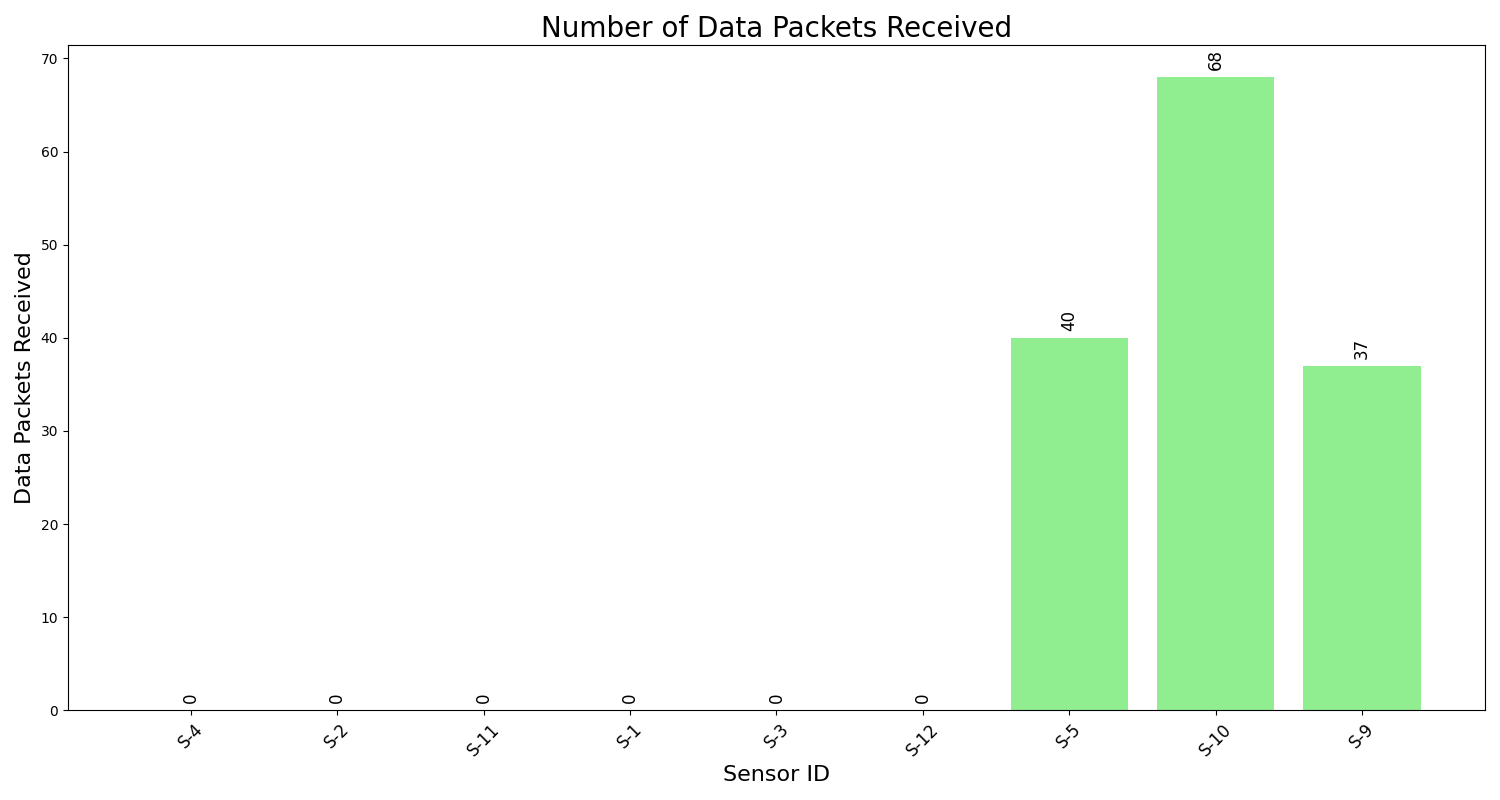 Number of Data Packets Received
Data Packets Received
70
60
50
40
30
20
10
0
0
0
0
0
0
0
40
68
37
S-4
S-2
S-11
S-1
S-3
S-12
S-5
S-10
S-9
Sensor ID